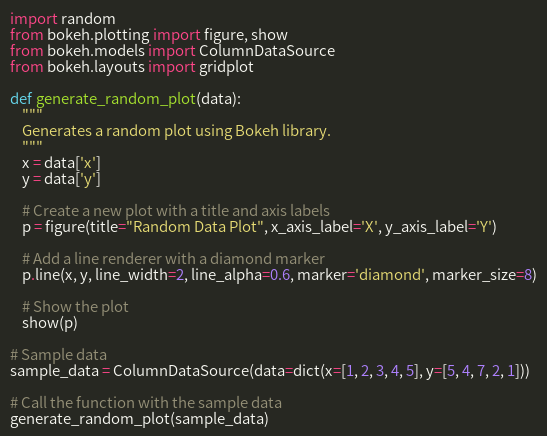 import random
from bokeh.plotting import figure, show
from bokeh.models import ColumnDataSource
from bokeh.layouts import gridplot

def generate_random_plot(data):
    """
    Generates a random plot using Bokeh library.
    """
    x = data['x']
    y = data['y']

    # Create a new plot with a title and axis labels
    p = figure(title="Random Data Plot", x_axis_label='X', y_axis_label='Y')

    # Add a line renderer with a diamond marker
    p.line(x, y, line_width=2, line_alpha=0.6, marker='diamond', marker_size=8)

    # Show the plot
    show(p)

# Sample data
sample_data = ColumnDataSource(data=dict(x=[1, 2, 3, 4, 5], y=[5, 4, 7, 2, 1]))

# Call the function with the sample data
generate_random_plot(sample_data)